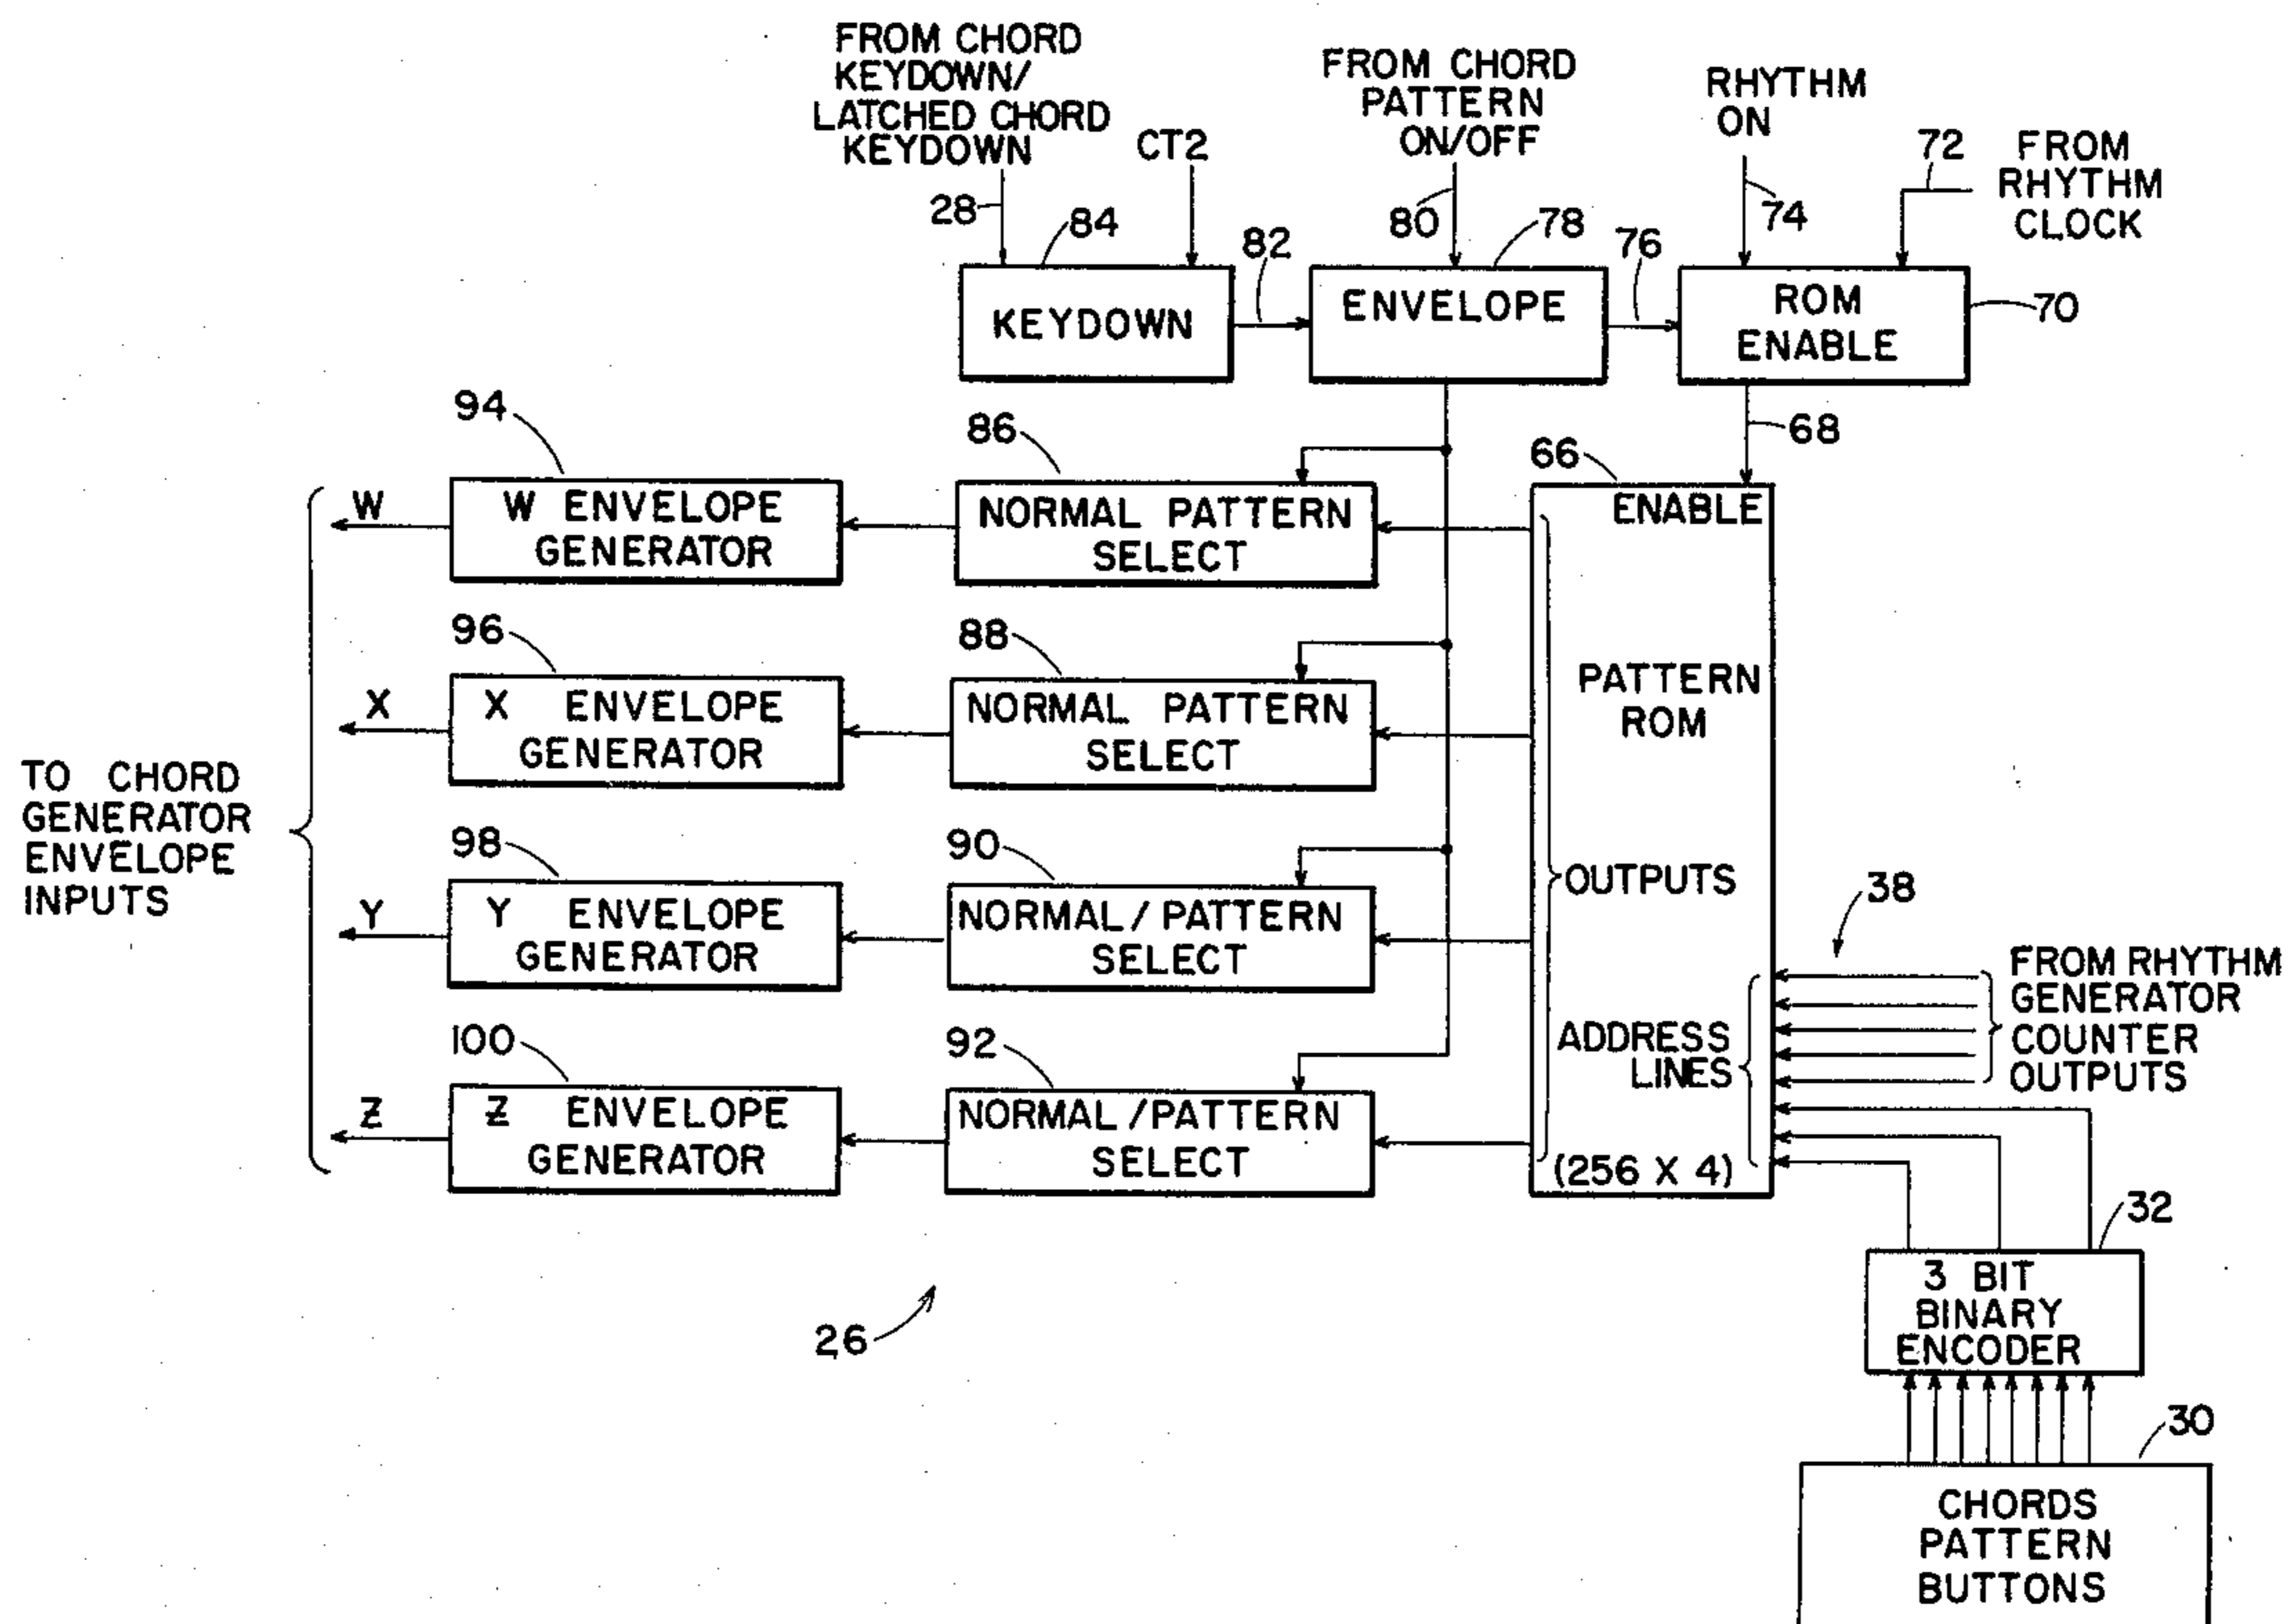 FROM CHORD
KEYDOWN/
LATCHED CHORD
KEYDOWN
CT2
FROM CHORD
PATTERN
ON/OFF
RHYTHM
ON
72
FROM
RHYTHM
CLOCK
28
84
82
80
78
76
74
KEYDOWN
ENVELOPE
ROM
ENABLE
70
94
86
66
68
W ENVELOPE
GENERATOR
NORMAL PATTERN
SELECT
ENABLE
W
96
88
X ENVELOPE
GENERATOR
NORMAL PATTERN
SELECT
PATTERN
ROM
X
TO CHORD
GENERATOR
ENVELOPE
INPUTS
98
90
Y ENVELOPE
GENERATOR
NORMAL/PATTERN
SELECT
OUTPUTS
Y
38
FROM RHYTHM
GENERATOR
COUNTER
OUTPUTS
ADDRESS
LINES
100
92
Z ENVELOPE
GENERATOR
NORMAL/PATTERN
SELECT
(256 X 4)
Z
32
3 BIT
BINARY
ENCODER
26
30
CHORDS
PATTERN
BUTTONS